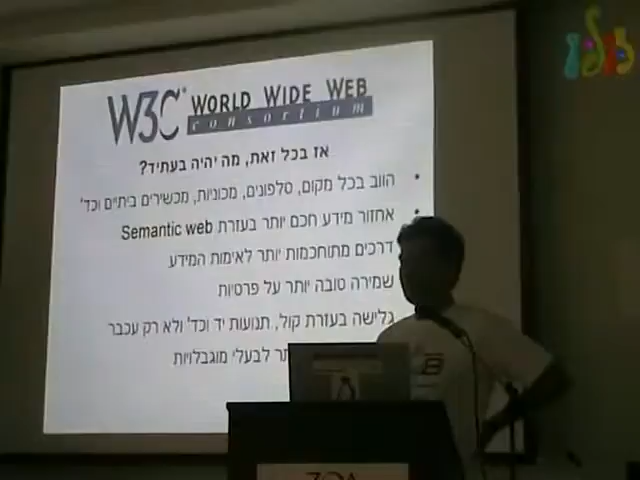 W3C® WORLD WIDE WEB
consortium
אז בכל זאת, מה יהיה בעתיד?
• הווב בכל מקום, סלפונים, מכוניות, מכשירים ביתיים וכד'
• אחזור מידע חכם יותר בעזרת Semantic web
דרכים מתוחכמות יותר לאימות המידע
שמירה טובה יותר על פרטיות
גלישה בעזרת קול, תנועות יד וכד' ולא רק עכבר
לבעלי מוגבלויות
ZOA